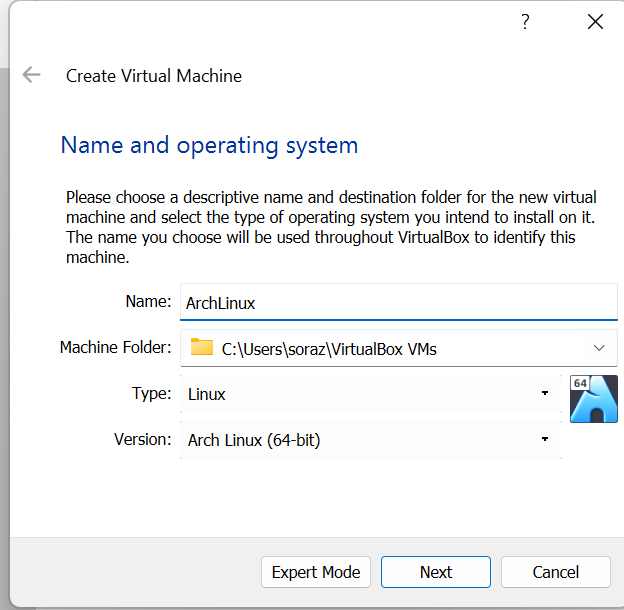 ?
Create Virtual Machine
Name and operating system
Please choose a descriptive name and destination folder for the new virtual
machine and select the type of operating system you intend to install on it.
The name you choose will be used throughout VirtualBox to identify this
machine.
Name: ArchLinux
Machine Folder: C:\Users\soraz\VirtualBox VMs
Type: Linux
64
Version: Arch Linux (64-bit)
Expert Mode Next Cancel